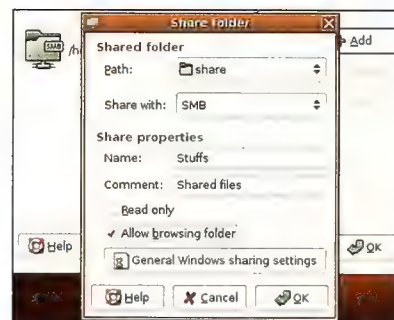 Share folder
Add
SMB
Shared folder
Path: share
Share with: SMB
Share properties
Name: Stuffs
Comment: Shared files
Read only
Allow browsing folder
Help
General Windows sharing settings
OK
Help Cancel OK